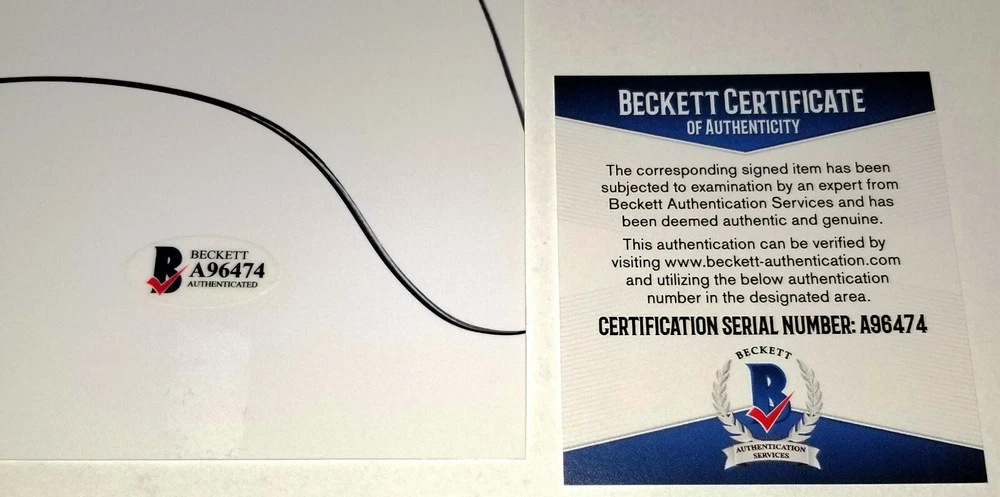 BECKETT
A96474
AUTHENTICATED
BECKETT CERTIFICATE
OF AUTHENTICITY
The corresponding signed item has been
subjected to examination by an expert from
Beckett Authentication Services and has
been deemed authentic and genuine.
This authentication can be verified by
visiting www.beckett-authentication.com
and utilizing the below authentication
number in the designated area.
CERTIFICATION SERIAL NUMBER: A96474
BECKETT
B
AUTHENTICATION
SERVICES